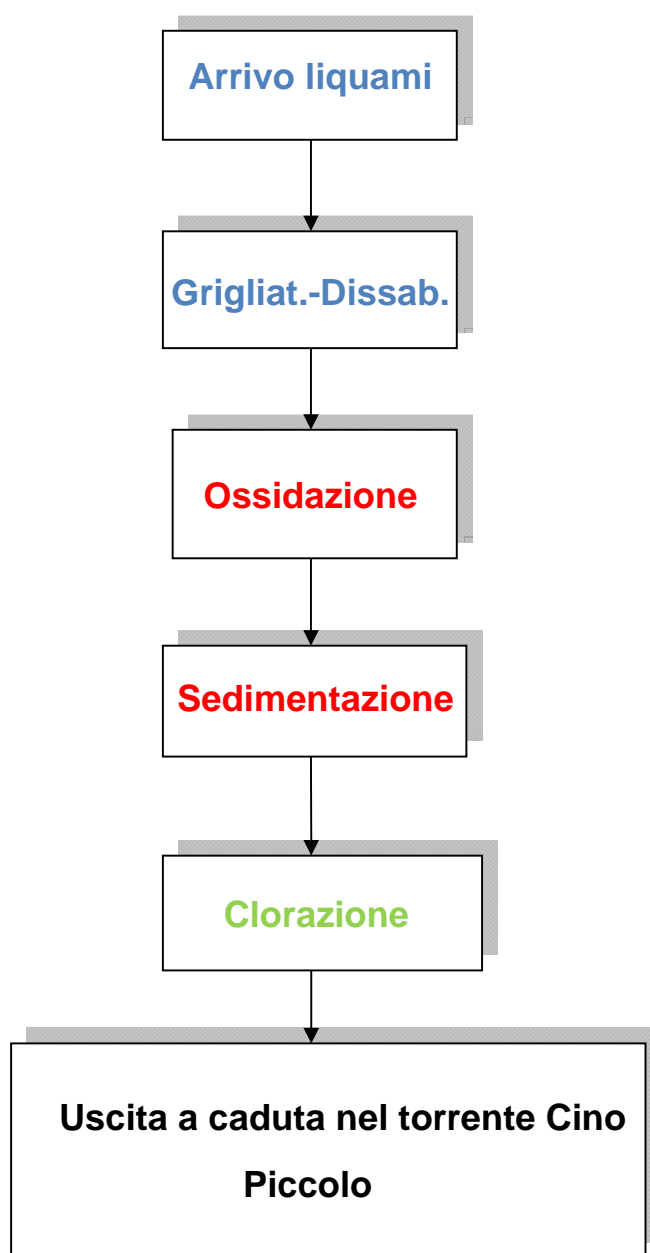 Arrivo liquami
Grigliat.-Dissab.
Ossidazione
Sedimentazione
Clorazione
Uscita a caduta nel torrente Cino
Piccolo